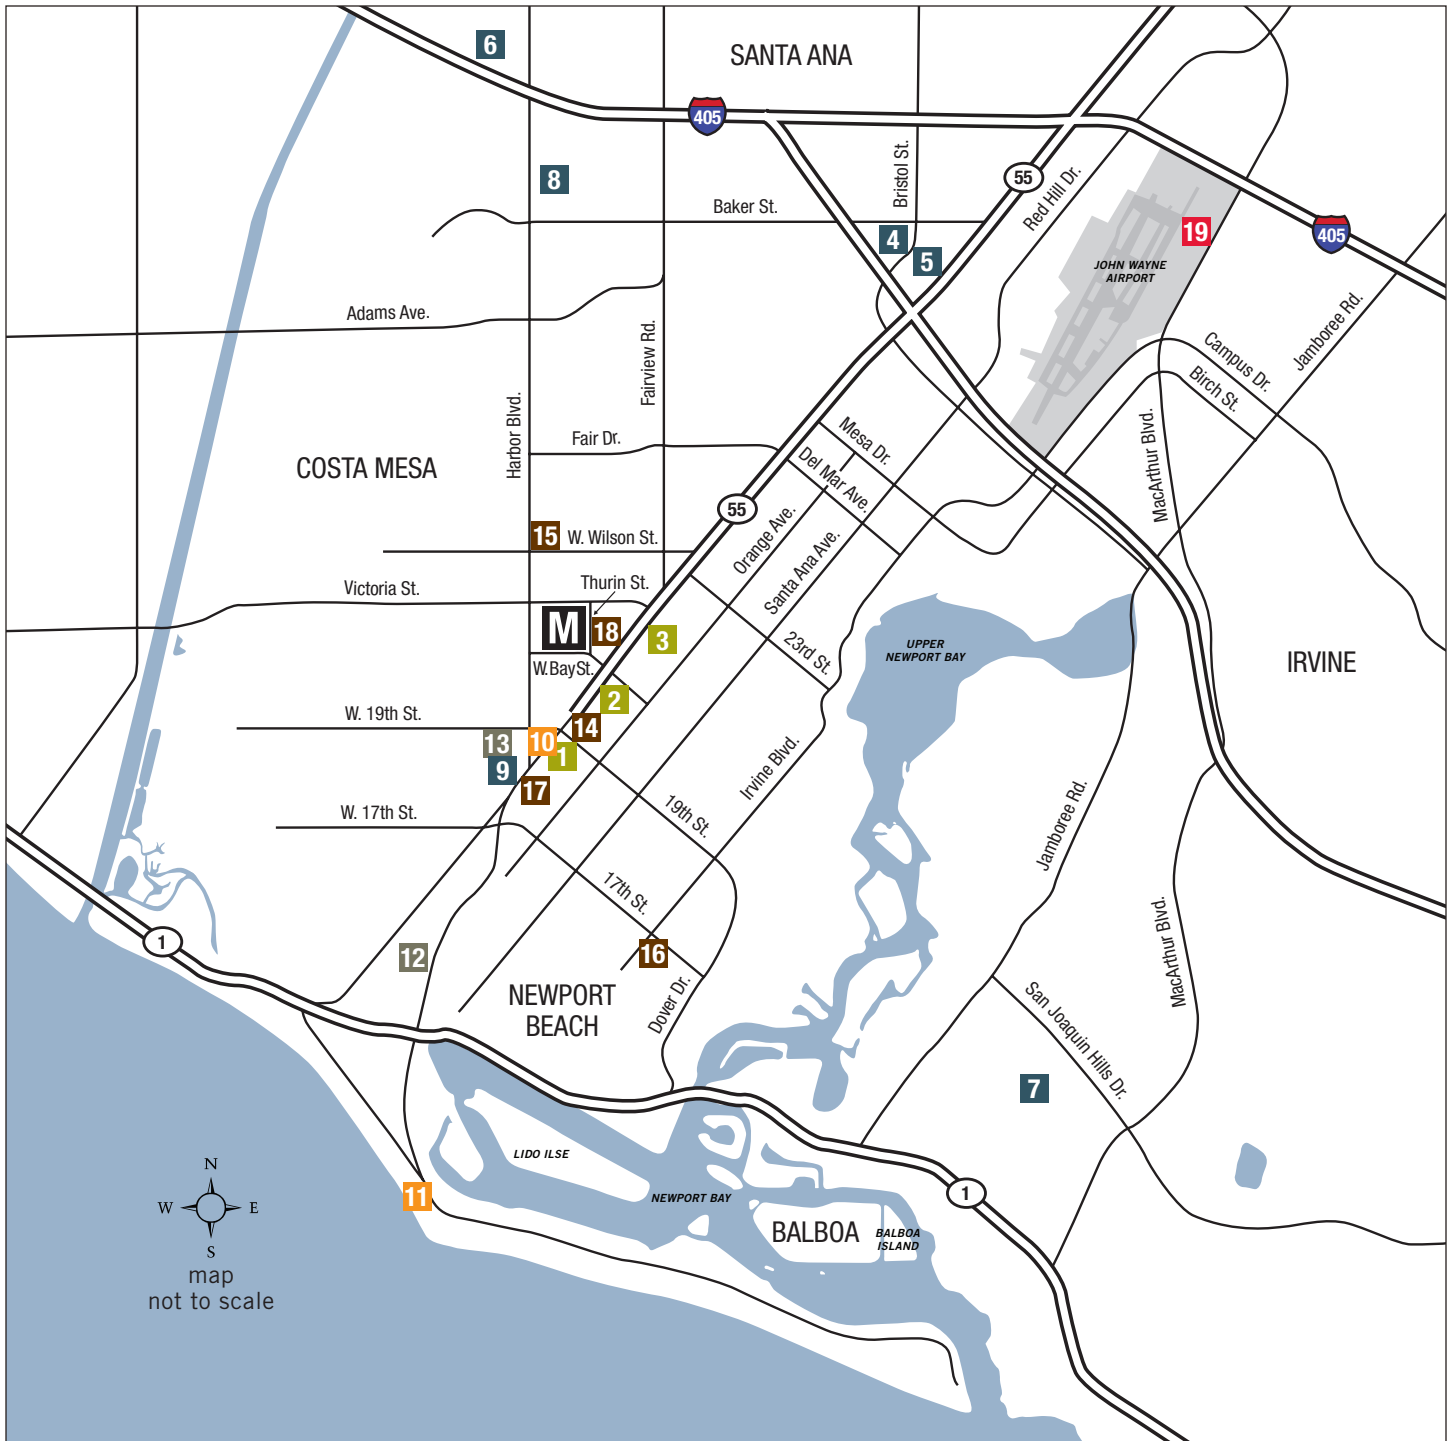 6
SANTA ANA
405
8
Bristol St.
55
Red Hill Dr.
Baker St.
4
5
19
405
JOHN WAYNE
AIRPORT
Adams Ave.
Fairview Rd.
Jamboree Rd.
Campus Dr.
Birch St.
Harbor Blvd.
Fair Dr.
Mesa Dr.
Del Mar Ave.
MacArthur Blvd.
COSTA MESA
55
Orange Ave.
Santa Ana Ave.
15
W. Wilson St.
Victoria St.
Thurin St.
M
18
3
23rd St.
UPPER
NEWPORT BAY
IRVINE
W. Bay St.
2
W. 19th St.
14
13
10
1
9
17
Irvine Blvd.
19th St.
W. 17th St.
Jamboree Rd.
17th St.
1
12
16
MacArthur Blvd.
NEWPORT
BEACH
Dover Dr.
San Joaquin Hills Dr.
7
LIDO ILSE
N
W
E
S
11
NEWPORT BAY
1
BALBOA
BALBOA
ISLAND
map
not to scale